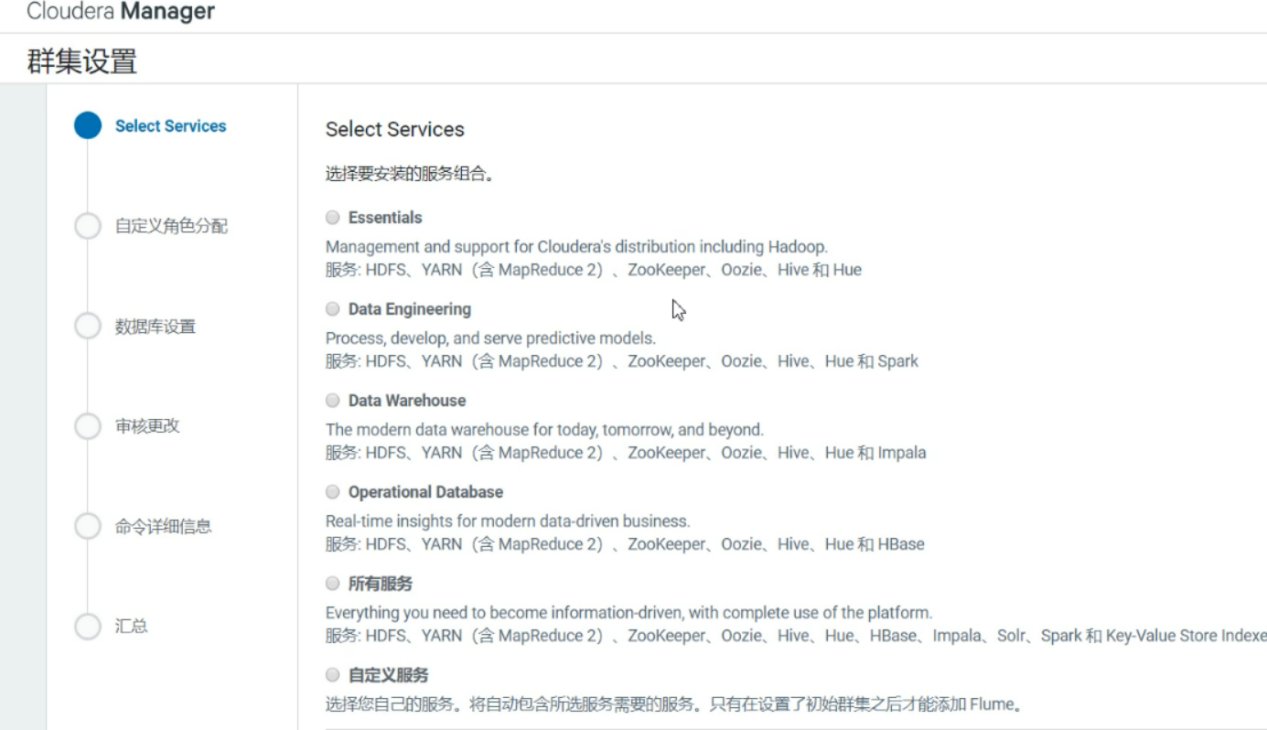 Cloudera Manager
群集设置
Select Services
自定义角色分配
数据库设置
审核更改
命令详细信息
汇总
Select Services
选择要安装的服务组合。
Essentials
Management and support for Cloudera's distribution including Hadoop.
服务: HDFS、YARN（含 MapReduce 2）、ZooKeeper、Oozie、Hive 和 Hue
Data Engineering
Process, develop, and serve predictive models.
服务: HDFS、YARN（含 MapReduce 2）、ZooKeeper、Oozie、Hive、Hue 和 Spark
Data Warehouse
The modern data warehouse for today, tomorrow, and beyond.
服务: HDFS、YARN（含 MapReduce 2）、ZooKeeper、Oozie、Hive、Hue 和 Impala
Operational Database
Real-time insights for modern data-driven business.
服务: HDFS、YARN（含 MapReduce 2）、ZooKeeper、Oozie、Hive、Hue 和 HBase
所有服务
Everything you need to become information-driven, with complete use of the platform.
服务: HDFS、YARN（含 MapReduce 2）、ZooKeeper、Oozie、Hive、Hue、HBase、Impala、Solr、Spark 和 Key-Value Store Indexe
自定义服务
选择您自己的服务。将自动包含所选服务需要的服务。只有在设置了初始群集之后才能添加 Flume。